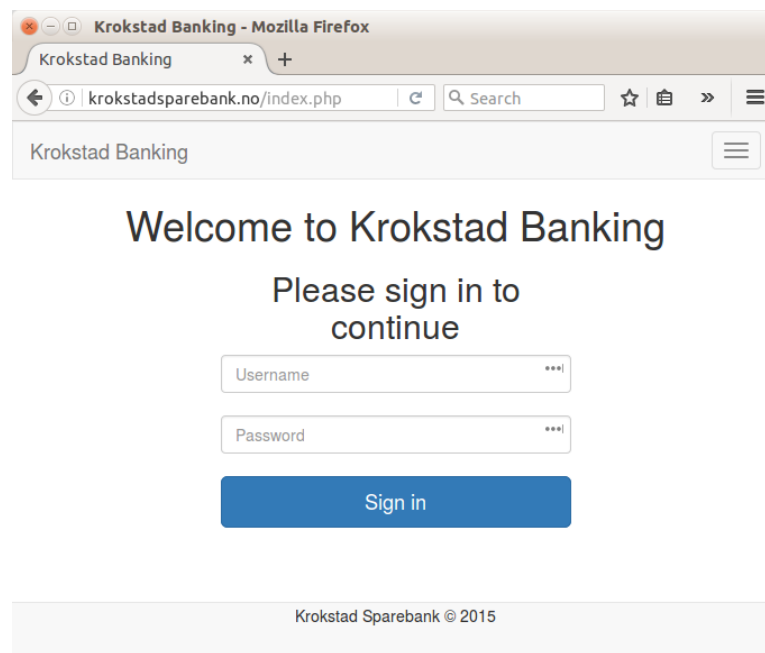 Krokstad Banking - Mozilla Firefox
Krokstad Banking
krokstadsparebank.no/index.php
Search
Krokstad Banking
Welcome to Krokstad Banking
Please sign in to
continue
Username
Password
Sign in
Krokstad Sparebank © 2015